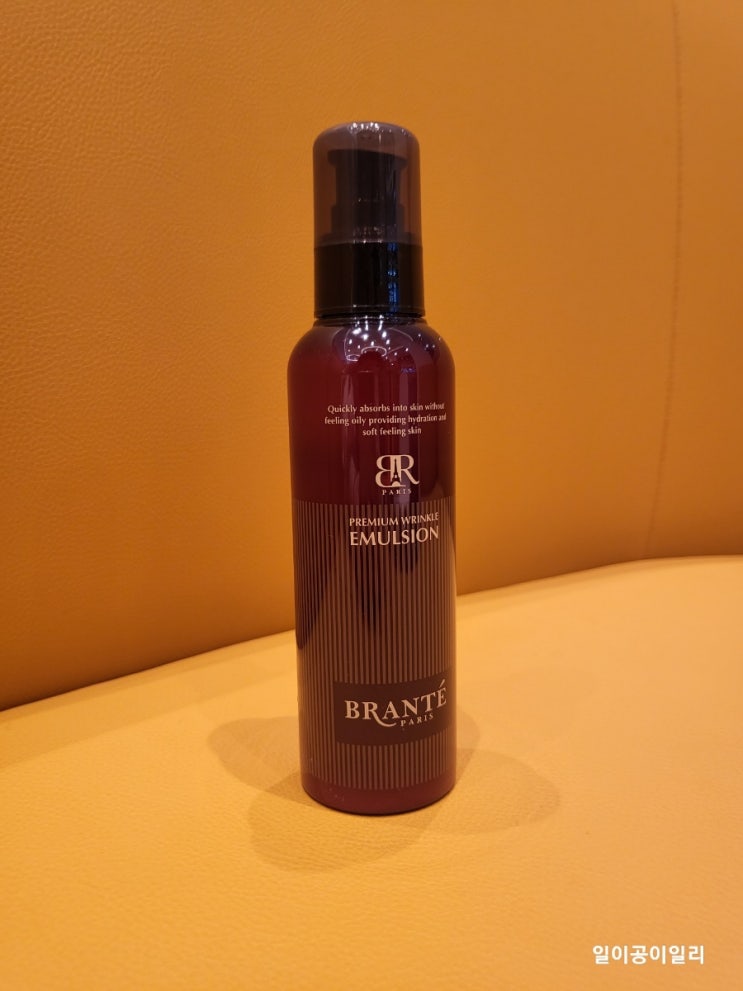 Quickly absorbs into skin without
feeling oily providing hydration and
soft feeling skin
BR
PARIS
PREMIUM WRINKLE
EMULSION
BRANTÉ
PARIS
일이공이일리